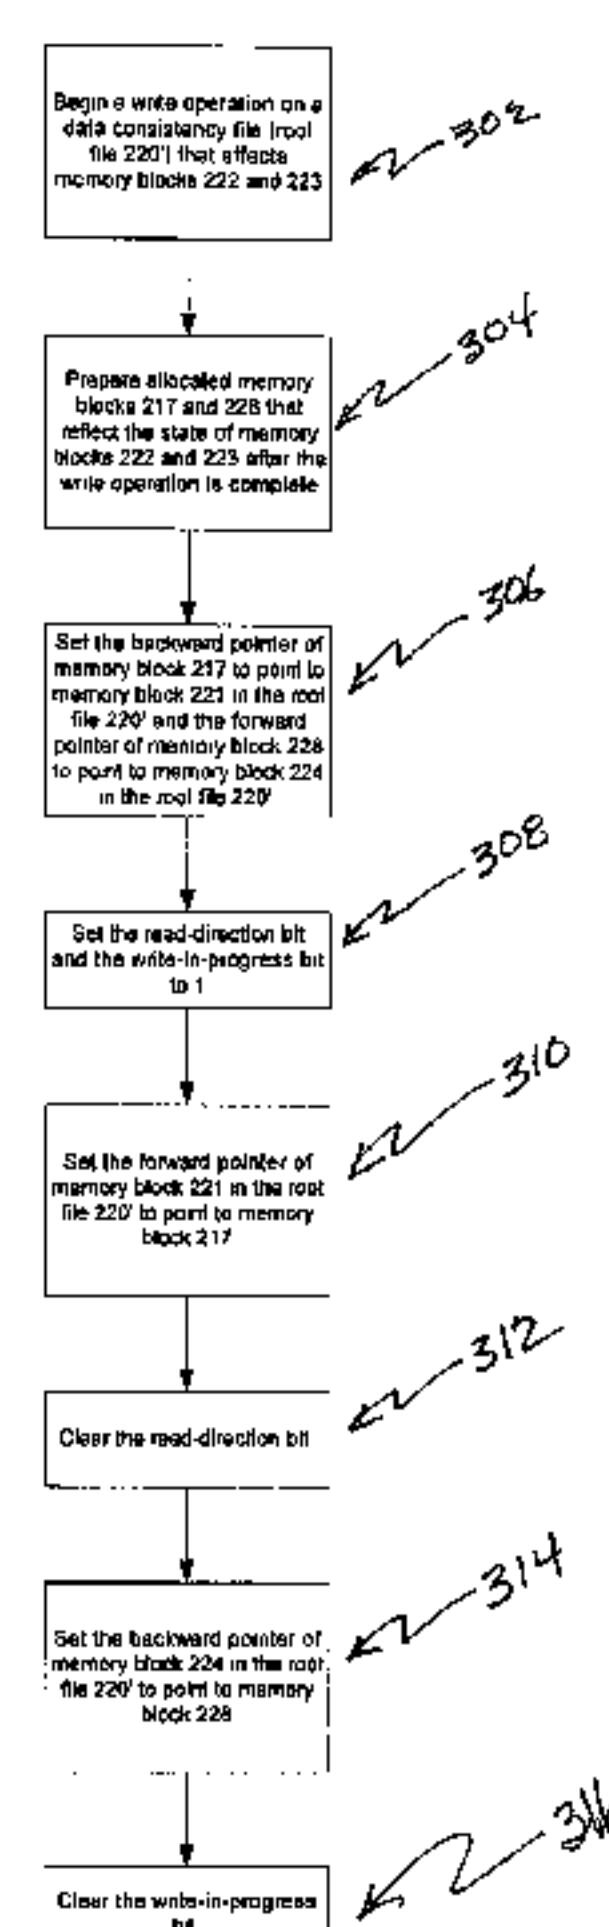 Begin a write operation on a
data consistency file (root
file 220') that affects
memory blocks 222 and 223
302
Prepare allocated memory
blocks 217 and 228 that
reflect the state of memory
blocks 222 and 223 after the
write operation is complete
304
Set the backward pointer of
memory block 217 to point to
memory block 221 in the root
file 220' and the forward
pointer of memory block 228
to point to memory block 224
in the root file 220'
306
Set the read-direction bit
and the write-in-progress bit
to 1
308
Set the forward pointer of
memory block 221 in the root
file 220' to point to memory
block 217
310
Clear the read-direction bit
312
Set the backward pointer of
memory block 224 in the root
file 220' to point to memory
block 228
314
Clear the write-in-progress
bit